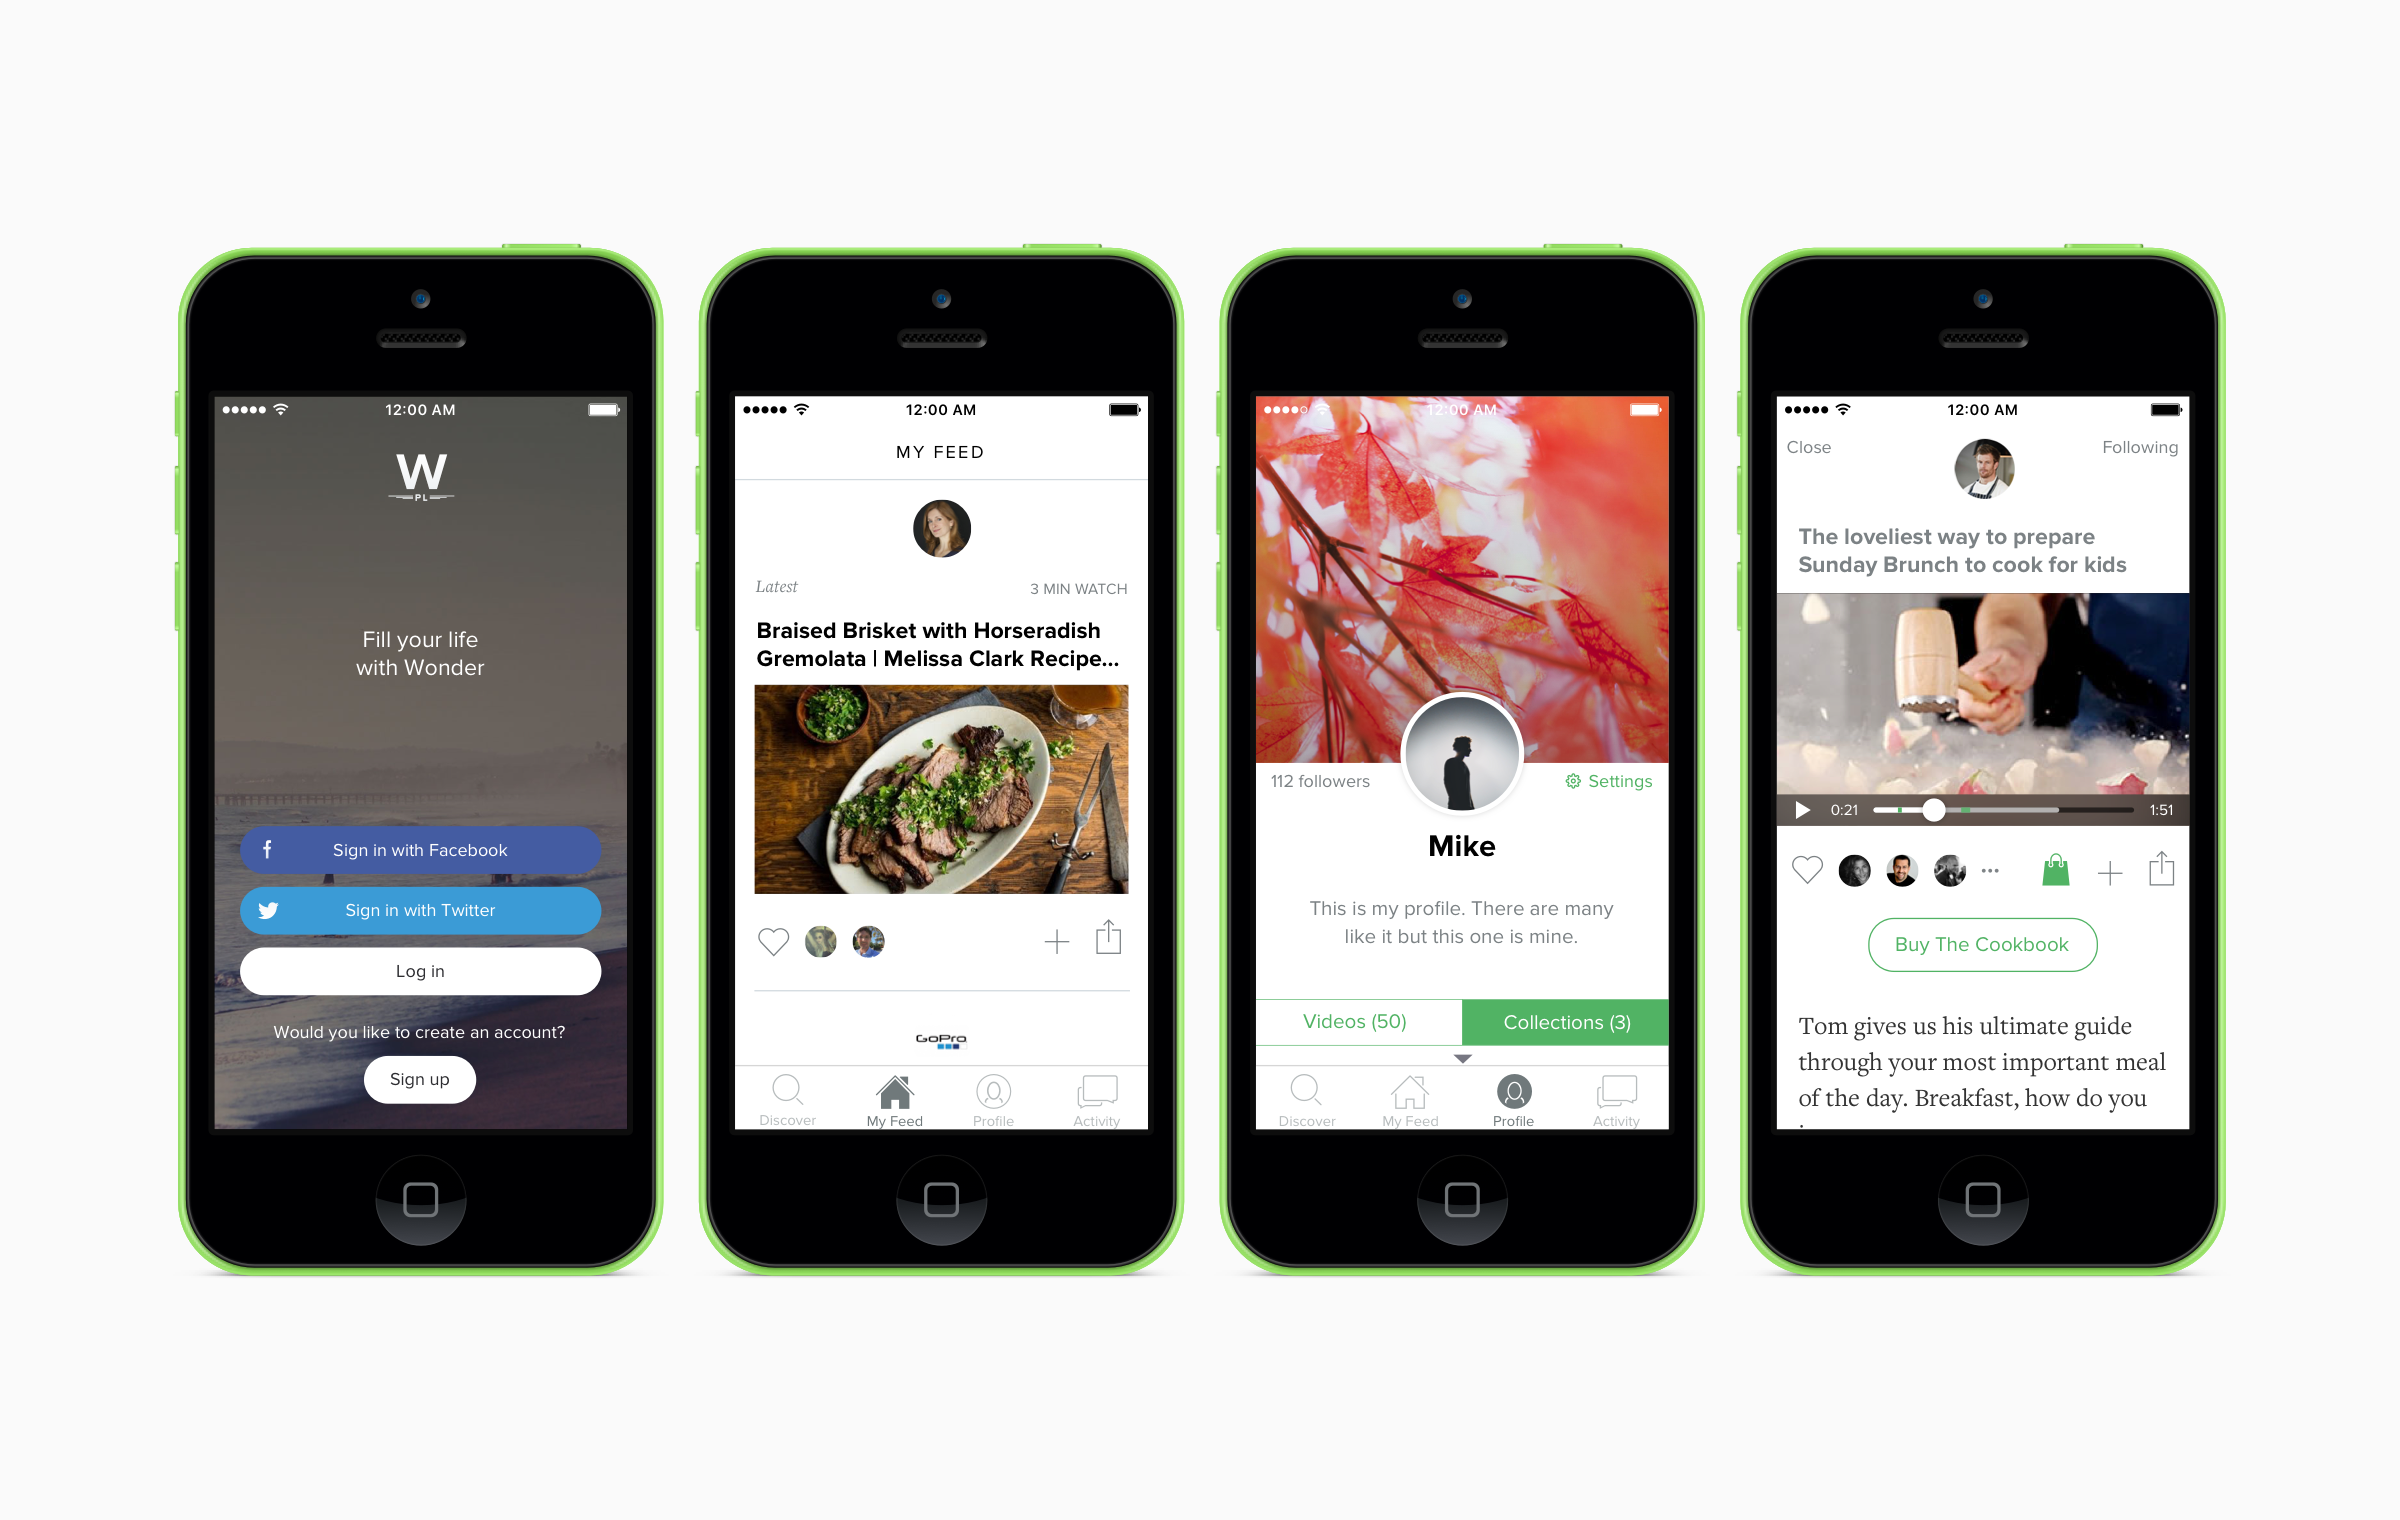 12:00 AM
W
PL
Fill your life
with Wonder
Sign in with Facebook
Sign in with Twitter
Log in
Would you like to create an account?
Sign up
12:00 AM
MY FEED
Latest
3 MIN WATCH
Braised Brisket with Horseradish
Gremolata | Melissa Clark Recipe...
GoPro
Discover
My Feed
Profile
Activity
12:00 AM
112 followers
Settings
Mike
This is my profile. There are many
like it but this one is mine.
Videos (50)
Collections (3)
Discover
My Feed
Profile
Activity
12:00 AM
Close
Following
The loveliest way to prepare
Sunday Brunch to cook for kids
0:21
1:51
Buy The Cookbook
Tom gives us his ultimate guide
through your most important meal
of the day. Breakfast, how do you